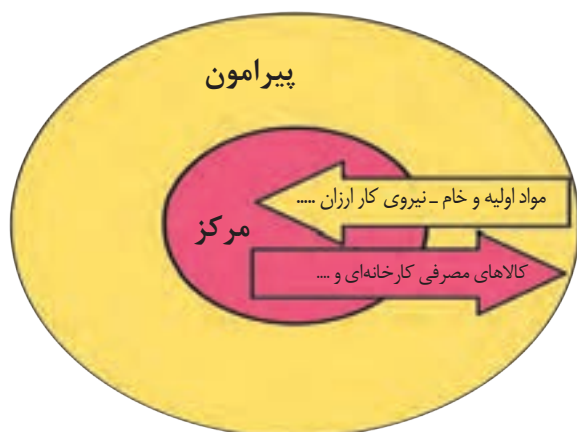 پیرامون
مواد اولیه و خام ـ نیروی کار ارزان .....
مرکز
کالاهای مصرفی کارخانه‌ای و ....